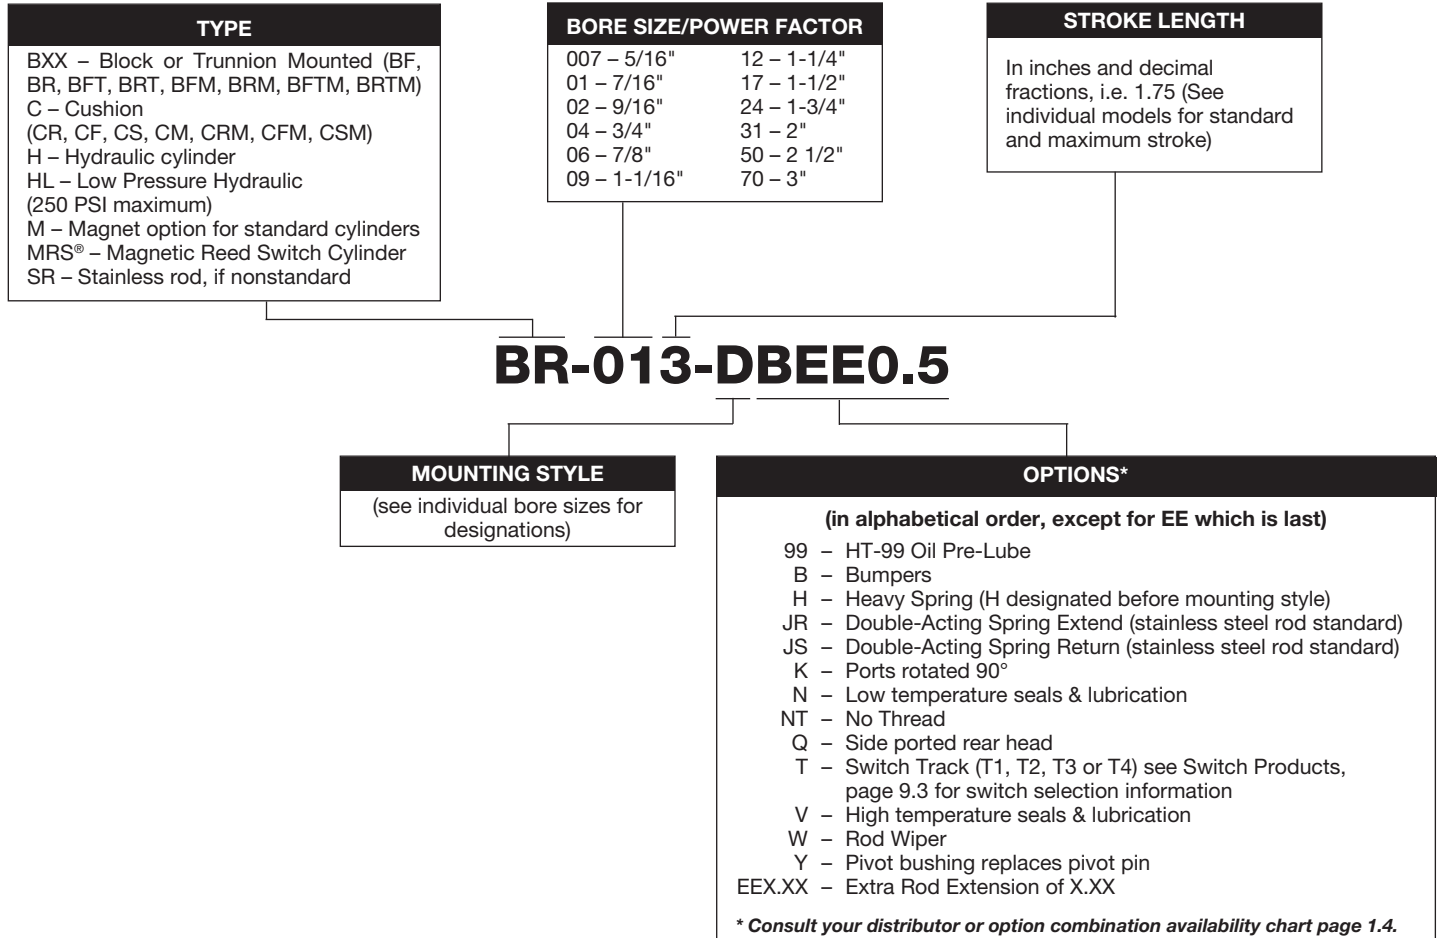 TYPE
BXX – Block or Trunnion Mounted (BF,
BR, BFT, BRT, BFM, BRM, BFTM, BRTM)
C – Cushion
(CR, CF, CS, CM, CRM, CFM, CSM)
H – Hydraulic cylinder
HL – Low Pressure Hydraulic
(250 PSI maximum)
M – Magnet option for standard cylinders
MRS® – Magnetic Reed Switch Cylinder
SR – Stainless rod, if nonstandard
BORE SIZE/POWER FACTOR
007 – 5/16" 12 – 1-1/4"
01 – 7/16" 17 – 1-1/2"
02 – 9/16" 24 – 1-3/4"
04 – 3/4" 31 – 2"
06 – 7/8" 50 – 2 1/2"
09 – 1-1/16" 70 – 3"
STROKE LENGTH
In inches and decimal
fractions, i.e. 1.75 (See
individual models for standard
and maximum stroke)
BR-013-DBEE0.5
MOUNTING STYLE
(see individual bore sizes for
designations)
OPTIONS*
(in alphabetical order, except for EE which is last)
99 – HT-99 Oil Pre-Lube
B – Bumpers
H – Heavy Spring (H designated before mounting style)
JR – Double-Acting Spring Extend (stainless steel rod standard)
JS – Double-Acting Spring Return (stainless steel rod standard)
K – Ports rotated 90°
N – Low temperature seals & lubrication
NT – No Thread
Q – Side ported rear head
T – Switch Track (T1, T2, T3 or T4) see Switch Products,
page 9.3 for switch selection information
V – High temperature seals & lubrication
W – Rod Wiper
Y – Pivot bushing replaces pivot pin
EEX.XX – Extra Rod Extension of X.XX
* Consult your distributor or option combination availability chart page 1.4.